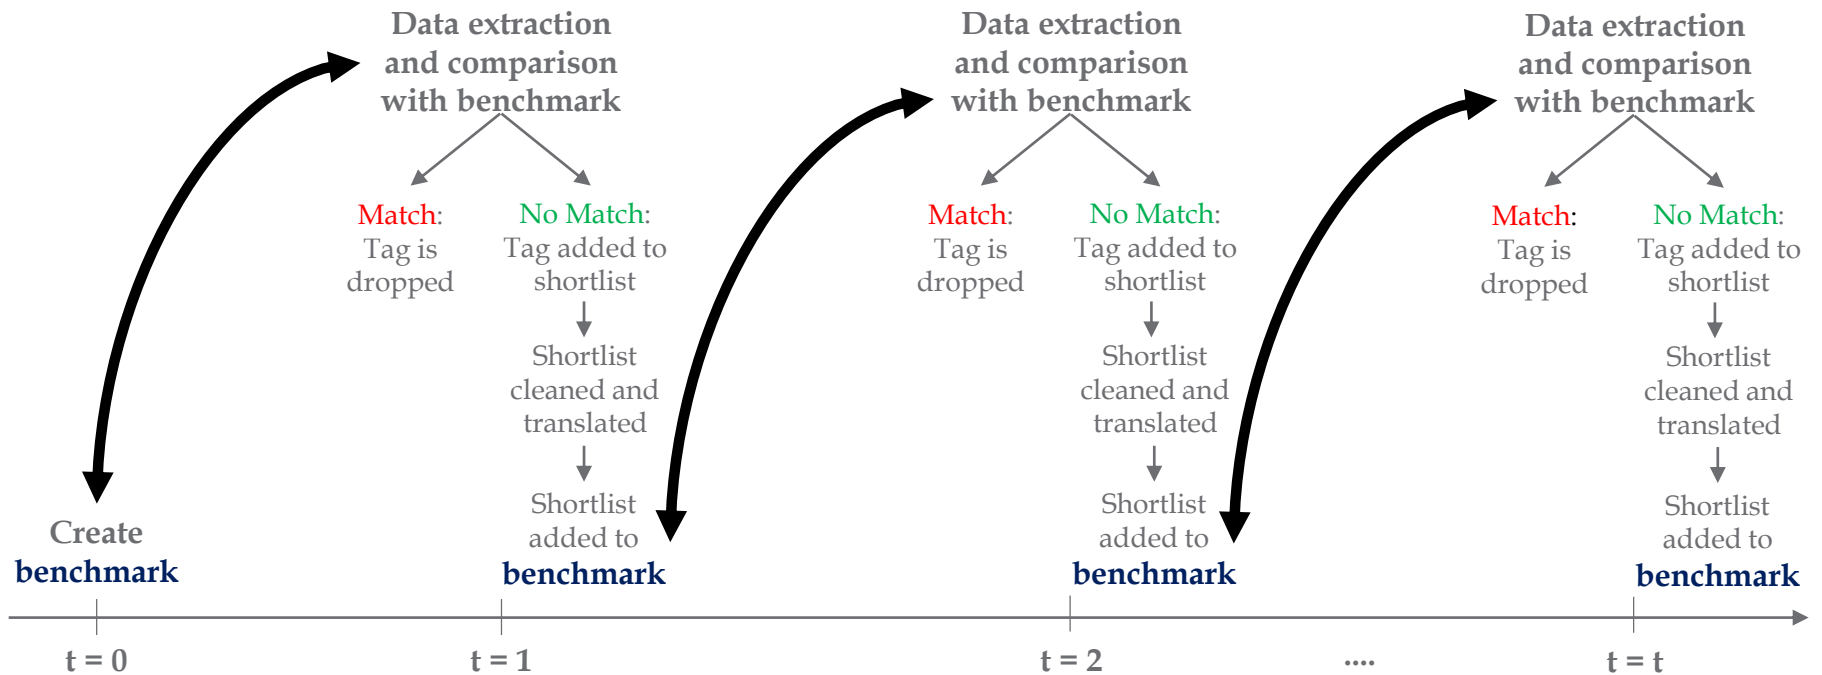 Data extraction
and comparison
with benchmark
Match:
Tag is
dropped
No Match:
Tag added to
shortlist
Shortlist
cleaned and
translated
Shortlist
added to
benchmark
Data extraction
and comparison
with benchmark
Match:
Tag is
dropped
No Match:
Tag added to
shortlist
Shortlist
cleaned and
translated
Shortlist
added to
benchmark
Data extraction
and comparison
with benchmark
Match:
Tag is
dropped
No Match:
Tag added to
shortlist
Shortlist
cleaned and
translated
Shortlist
added to
benchmark
Create
benchmark
t = 0
t = 1
t = 2
....
t = t